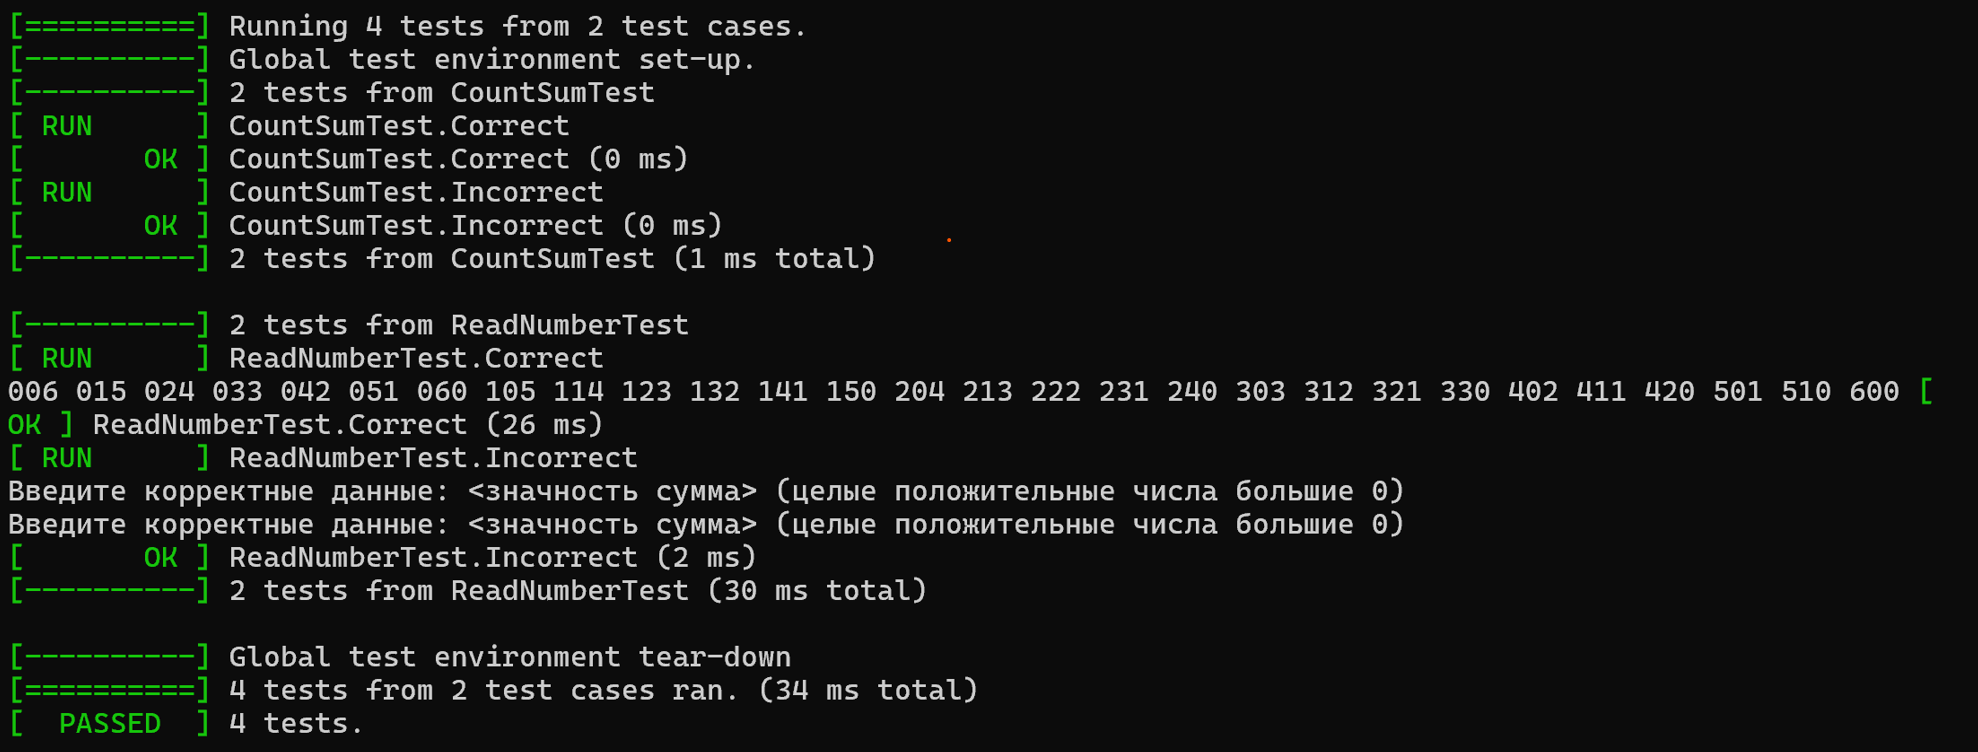 [==========] Running 4 tests from 2 test cases.
[----------] Global test environment set-up.
[----------] 2 tests from CountSumTest
[ RUN      ] CountSumTest.Correct
[       OK ] CountSumTest.Correct (0 ms)
[ RUN      ] CountSumTest.Incorrect
[       OK ] CountSumTest.Incorrect (0 ms)
[----------] 2 tests from CountSumTest (1 ms total)

[----------] 2 tests from ReadNumberTest
[ RUN      ] ReadNumberTest.Correct
006 015 024 033 042 051 060 105 114 123 132 141 150 204 213 222 231 240 303 312 321 330 402 411 420 501 510 600 [
OK ] ReadNumberTest.Correct (26 ms)
[ RUN      ] ReadNumberTest.Incorrect
Введите корректные данные: <значность сумма> (целые положительные числа большие 0)
Введите корректные данные: <значность сумма> (целые положительные числа большие 0)
[       OK ] ReadNumberTest.Incorrect (2 ms)
[----------] 2 tests from ReadNumberTest (30 ms total)

[----------] Global test environment tear-down
[==========] 4 tests from 2 test cases ran. (34 ms total)
[  PASSED  ] 4 tests.